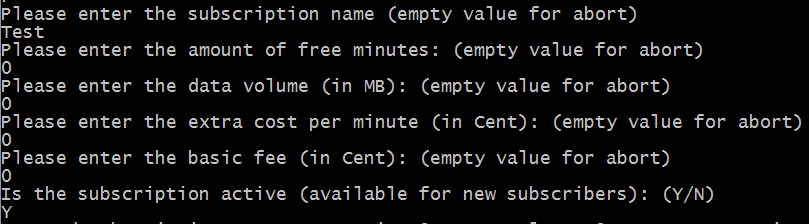 Please enter the subscription name (empty value for abort)
Test
Please enter the amount of free minutes: (empty value for abort)
0
Please enter the data volume (in MB): (empty value for abort)
0
Please enter the extra cost per minute (in Cent): (empty value for abort)
0
Please enter the basic fee (in Cent): (empty value for abort)
0
Is the subscription active (available for new subscribers): (Y/N)
Y